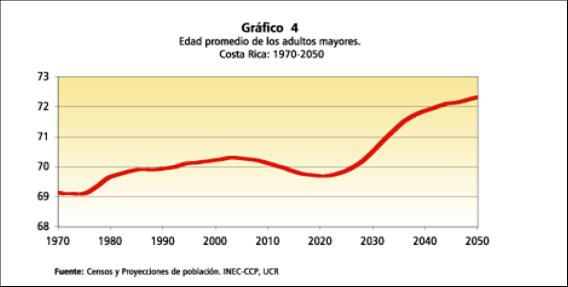 Gráfico 4
Edad promedio de los adultos mayores.
Costa Rica: 1970-2050
73
72
71
70
69
68
1970 1980 1990 2000 2010 2020 2030 2040 2050
Fuente: Censos y Proyecciones de población. INEC-CCP, UCR